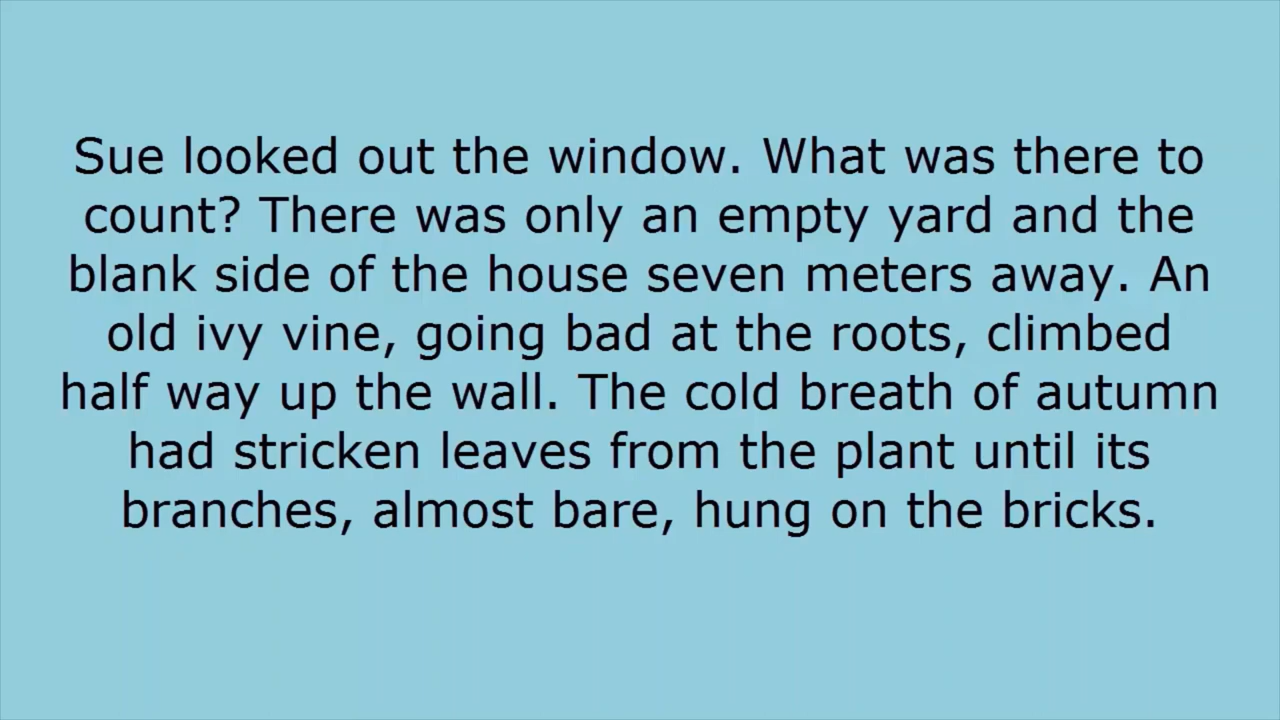 Sue looked out the window. What was there to
count? There was only an empty yard and the
blank side of the house seven meters away. An
old ivy vine, going bad at the roots, climbed
half way up the wall. The cold breath of autumn
had stricken leaves from the plant until its
branches, almost bare, hung on the bricks.